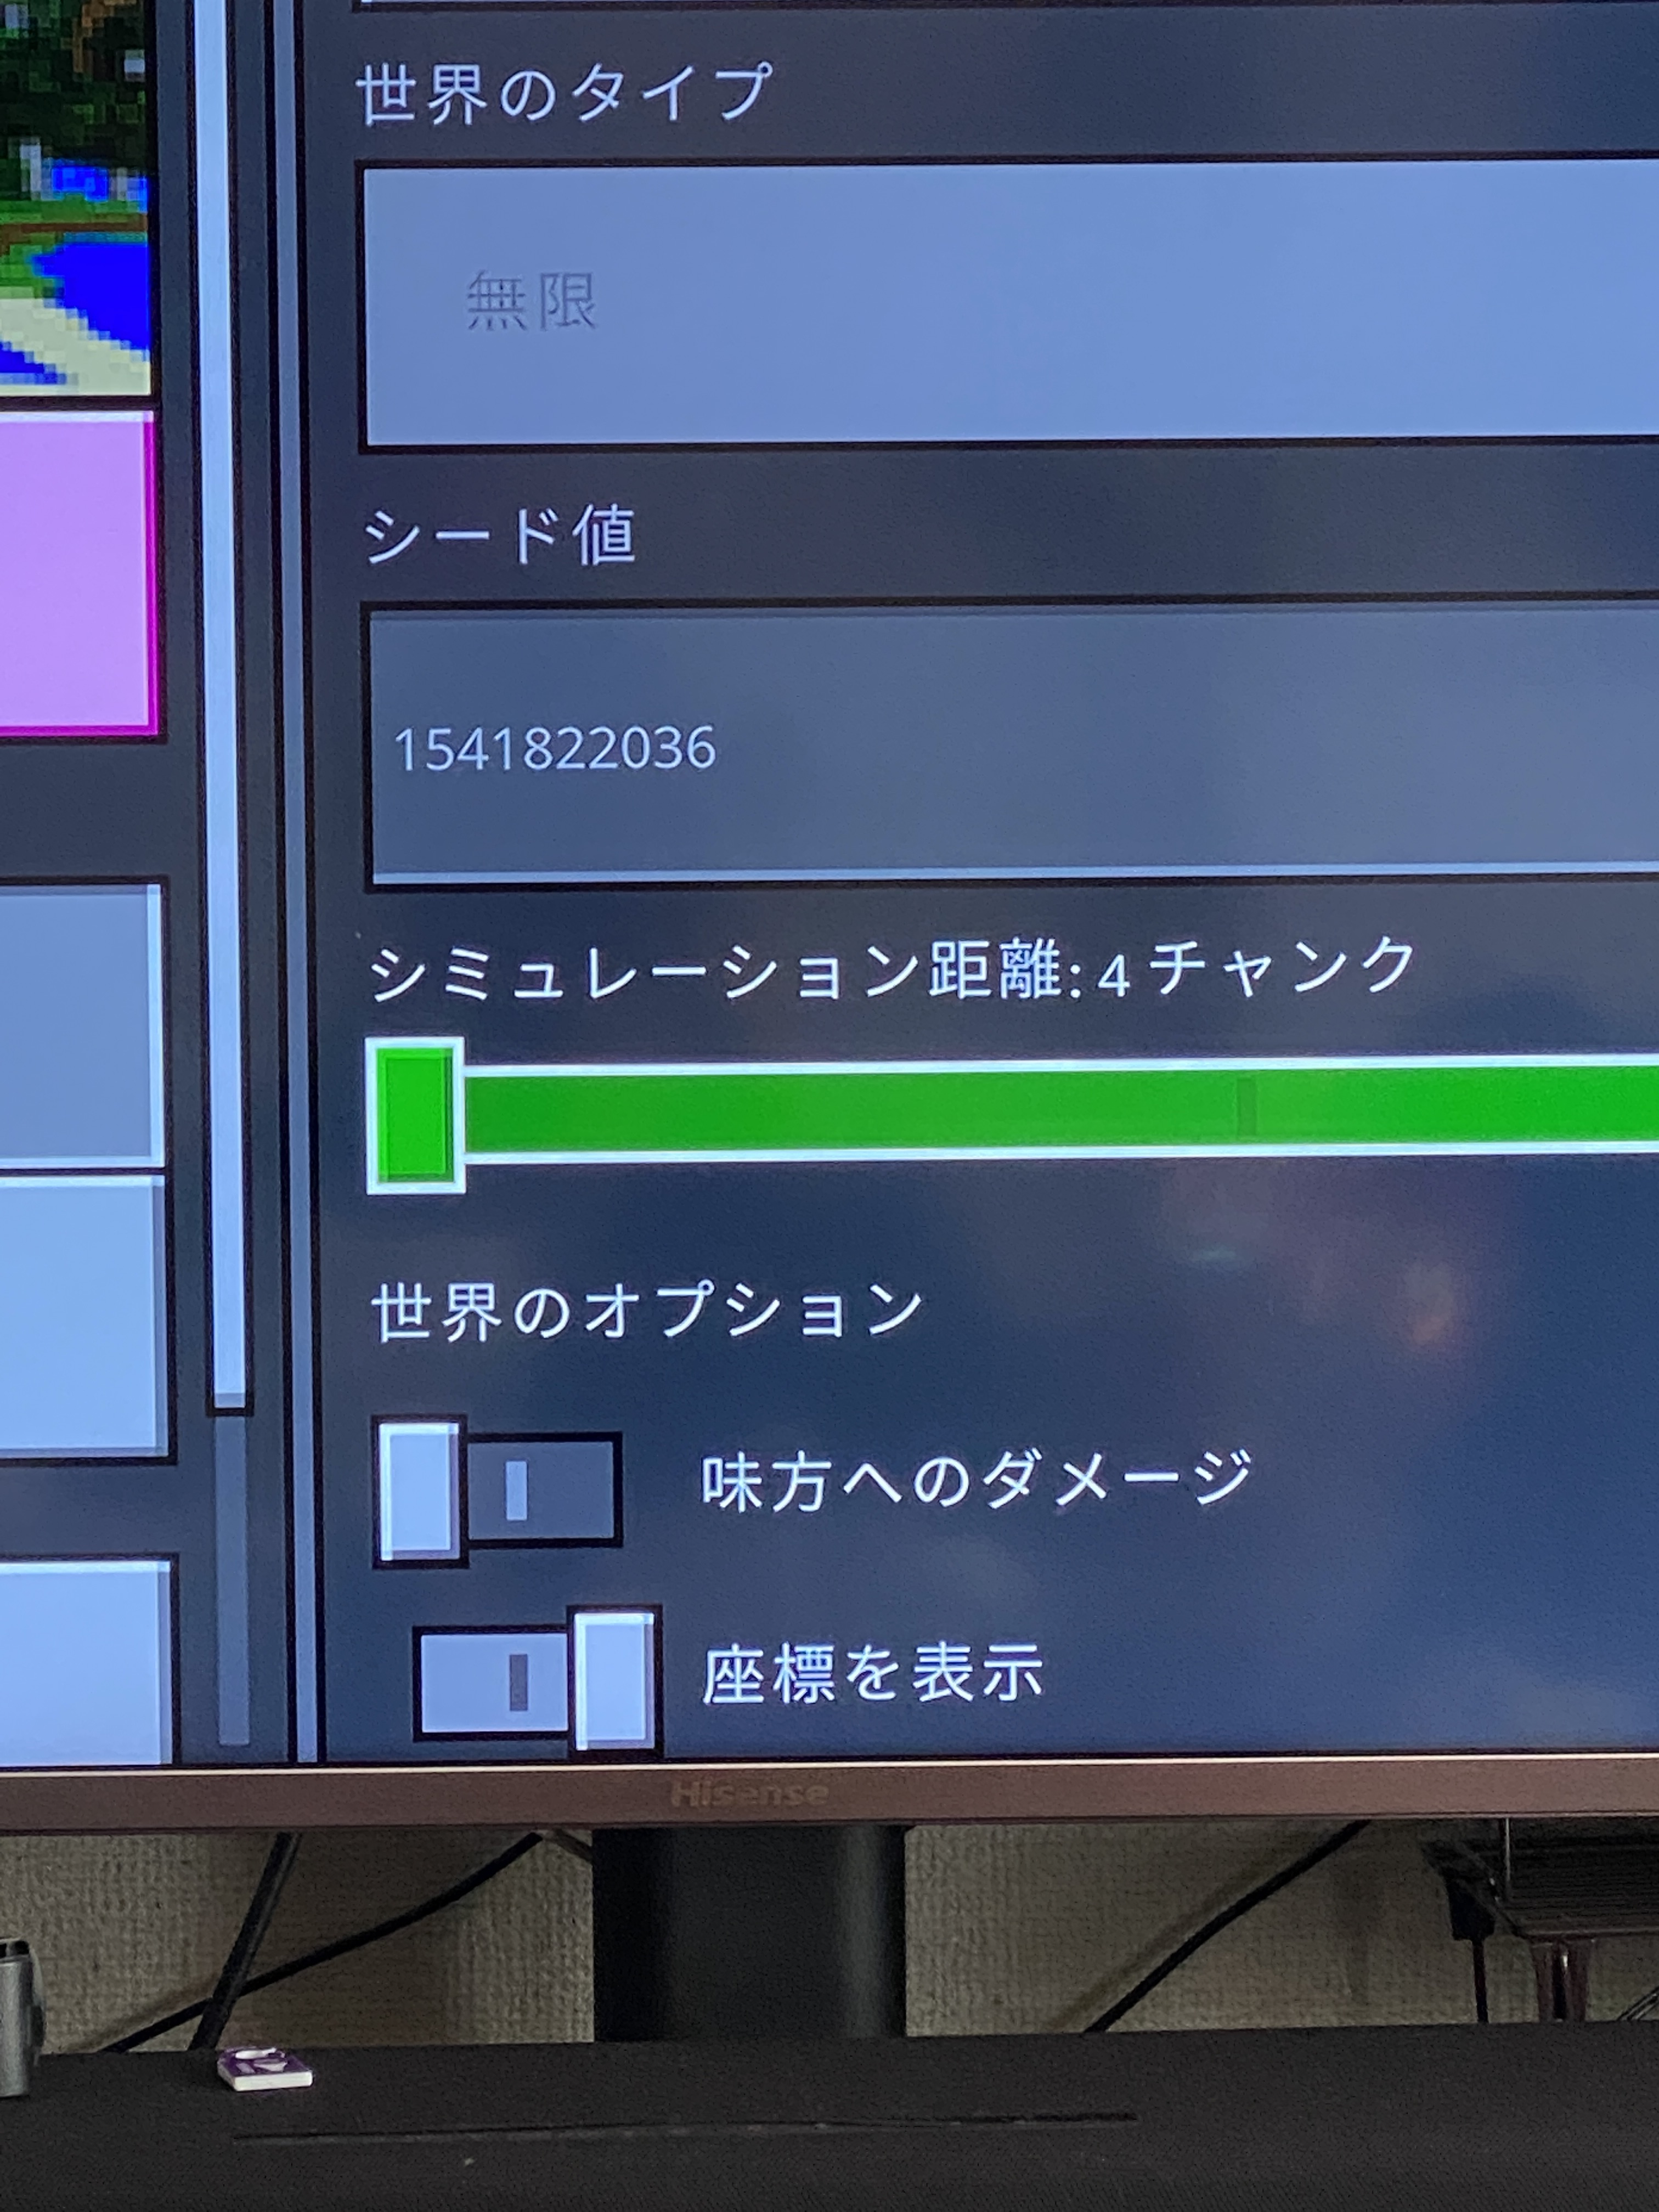 世界のタイプ
無限
シード値
1541822036
シミュレーション距離: 4 チャンク
世界のオプション
味方へのダメージ
座標を表示
Hisense